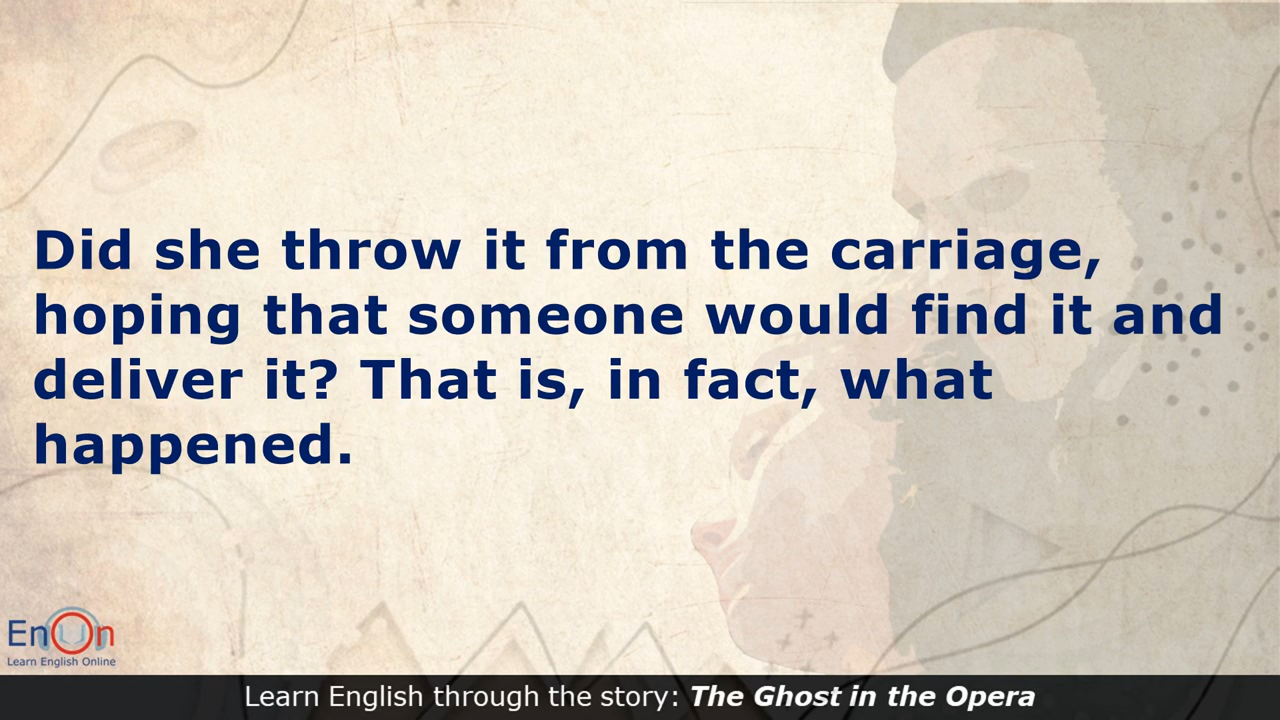 Did she throw it from the carriage,
hoping that someone would find it and
deliver it? That is, in fact, what
happened.
EnOn
Learn English Online
Learn English through the story: The Ghost in the Opera